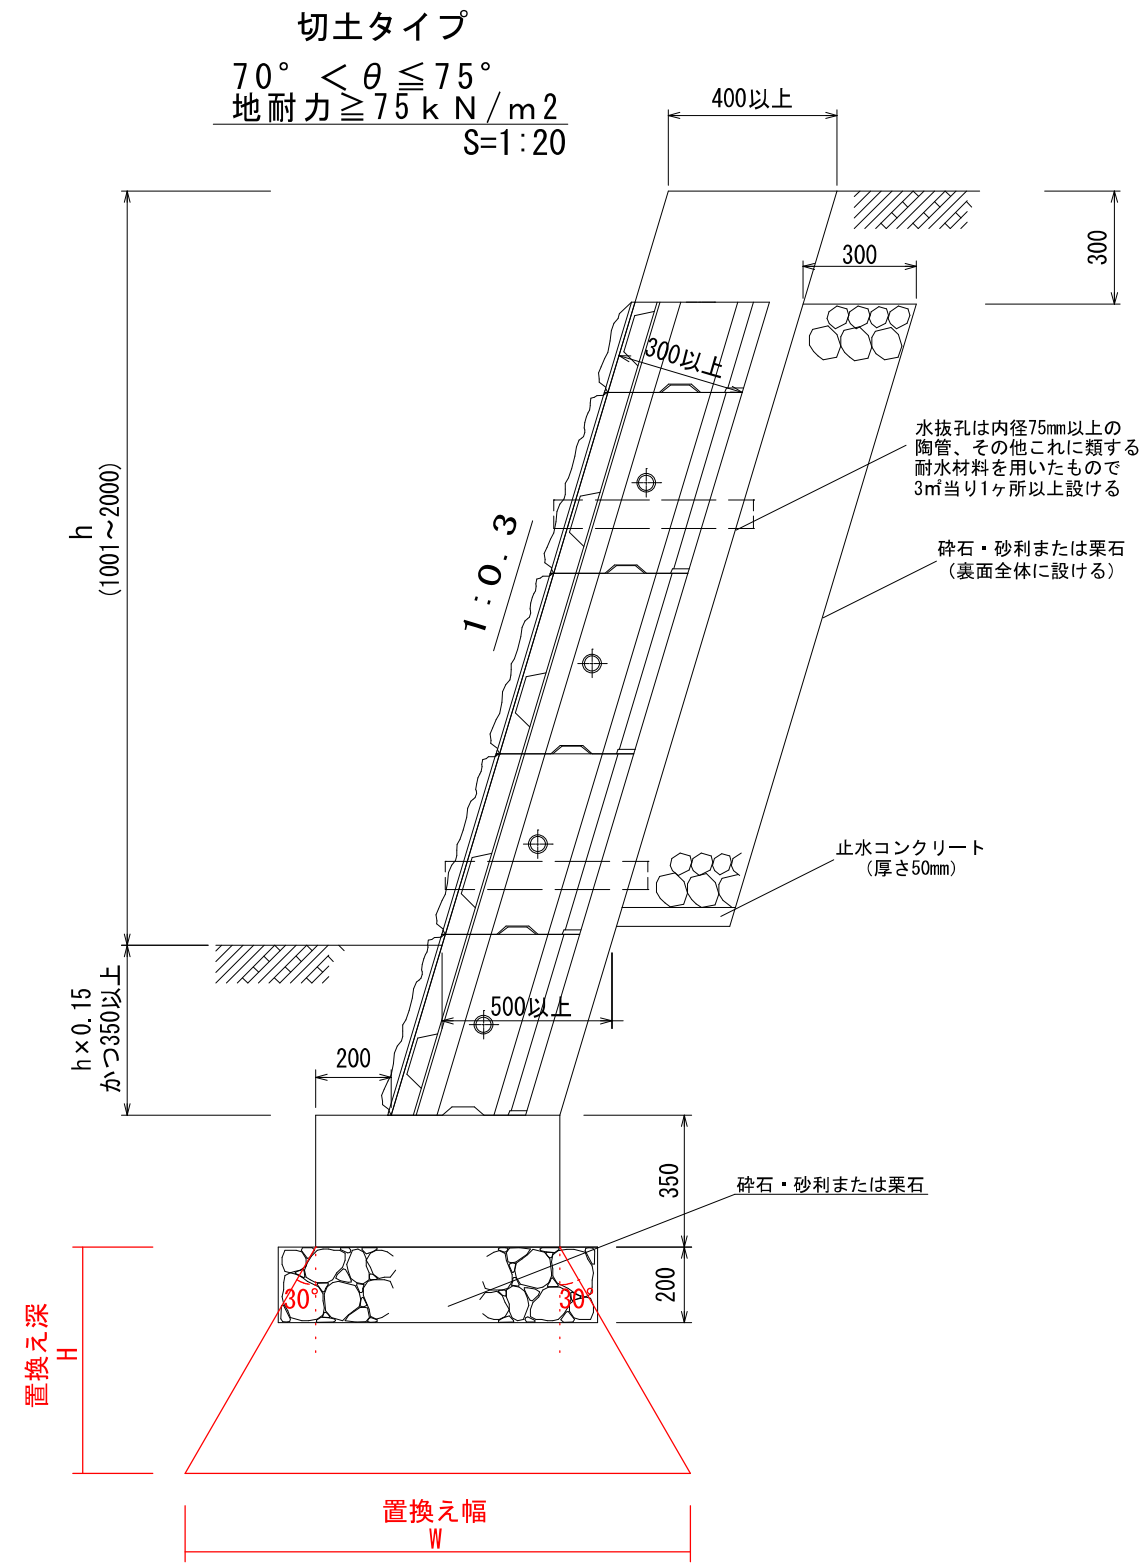 切土タイプ
70°＜θ≦75°
地耐力≧75ｋN/ｍ2
S=1:20
400以上
300
300
300以上
水抜孔は内径75mm以上の
陶管、その他これに類する
耐水材料を用いたもので
3㎡当り1ヶ所以上設ける
h
(1001～2000)
1:0.3
砕石・砂利または栗石
（裏面全体に設ける）
止水コンクリート
（厚さ50mm）
h×0.15
かつ350以上
500以上
200
350
砕石・砂利または栗石
200
30°
30°
置換え深
H
置換え幅
W